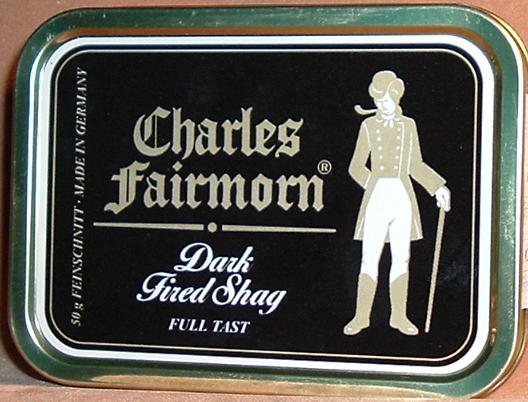 Charles
Fairmorn®
Dark
Fired Shag
FULL TAST
50 g FEINSCHNITT · MADE IN GERMANY